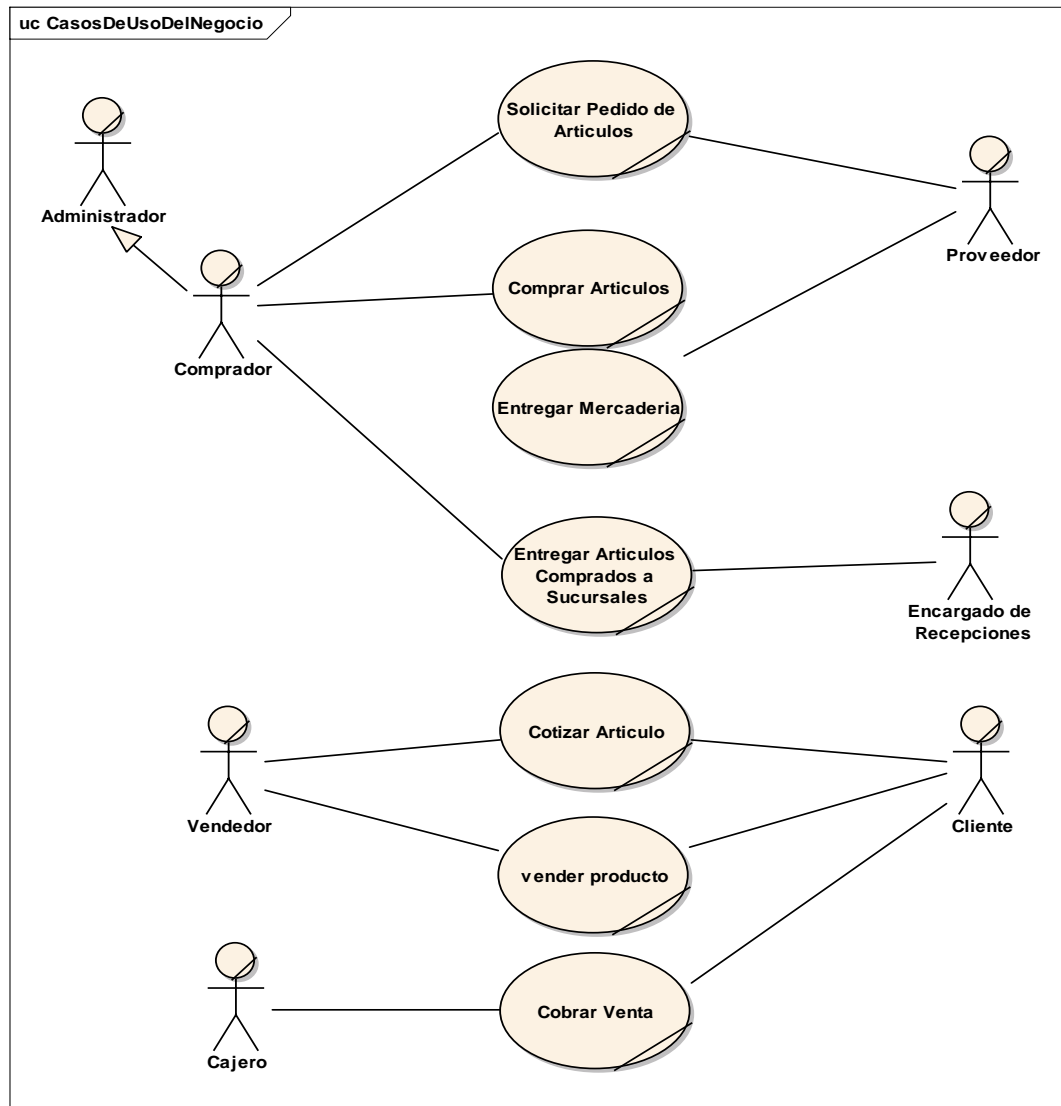 uc CasosDeUsoDelNegocio
Solicitar Pedido de
Articulos
Administrador
Proveedor
Comprar Articulos
Comprador
Entregar Mercaderia
Entregar Articulos
Comprados a
Sucursales
Encargado de
Recepciones
Cotizar Articulo
Vendedor
Cliente
vender producto
Cobrar Venta
Cajero